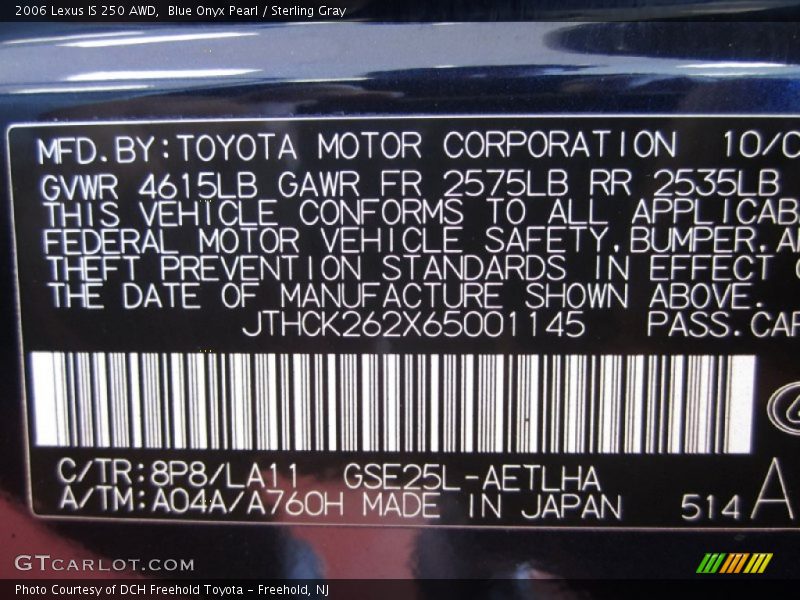 2006 Lexus IS 250 AWD, Blue Onyx Pearl / Sterling Gray
MFD.BY:TOYOTA MOTOR CORPORATION 10/
GVWR 4615LB GAWR FR 2575LB RR 2535LB
THIS VEHICLE CONFORMS TO ALL APPLICAB
FEDERAL MOTOR VEHICLE SAFETY,BUMPER,A
THEFT PREVENTION STANDARDS IN EFFECT
THE DATE OF MANUFACTURE SHOWN ABOVE.
JTHCK262X65001145 PASS.CAR
C/TR:8P8/LA11 GSE25L-AETLHA
A/TM:A04A/A760H MADE IN JAPAN 514 A
GTCARLOT.COM
Photo Courtesy of DCH Freehold Toyota - Freehold, NJ